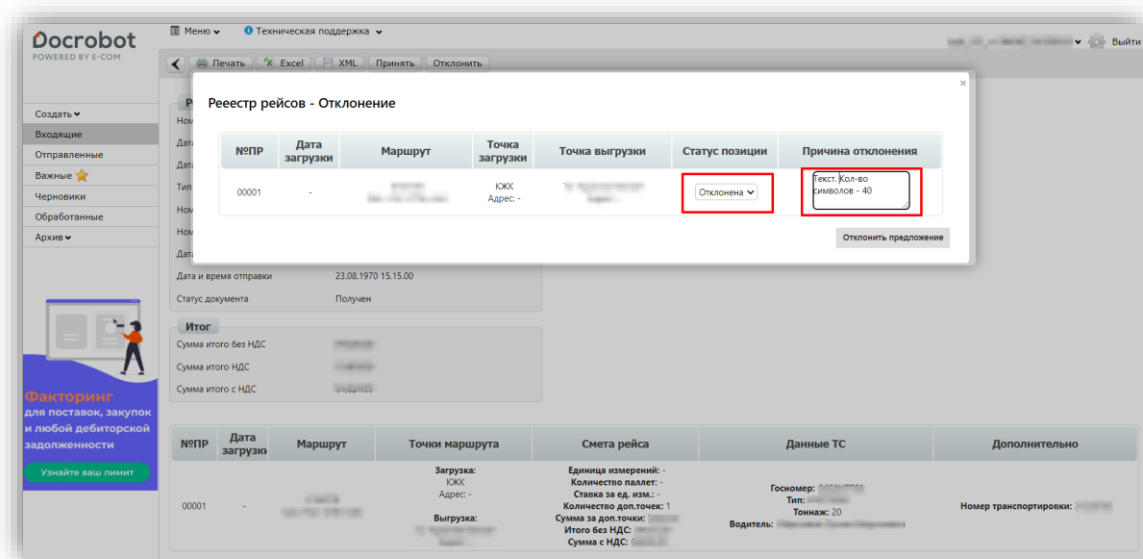 Docrobot
POWERED BY E-COM
Меню
Техническая поддержка
Выйти
Печать Excel XML Принять Отклонить
Создать
Входящие
Отправленные
Важные
Черновики
Обработанные
Архив
Рееестр рейсов - Отклонение
№ПР Дата загрузки Маршрут Точка загрузки Точка выгрузки Статус позиции Причина отклонения
00001 - КЖК Адрес: - Отклонена Текст. Кол-во символов - 40
Отклонить предложение
Дата и время отправки 23.08.1970 15.15.00
Статус документа Получен
Итог
Сумма итого без НДС
Сумма итого НДС
Сумма итого с НДС
Факторинг
для поставок, закупок
и любой дебиторской
задолженности
Узнайте ваш лимит
№ПР Дата загрузки Маршрут Точки маршрута Смета рейса Данные ТС Дополнительно
00001 -
Загрузка:
КЖК
Адрес: -
Выгрузка:
Единица измерений: -
Количество паллет: -
Ставка за ед. изм.: -
Количество доп.точек: 1
Сумма за доп.точки:
Итого без НДС:
Сумма с НДС:
Госномер:
Тип:
Тоннаж: 20
Водитель:
Номер транспортировки: